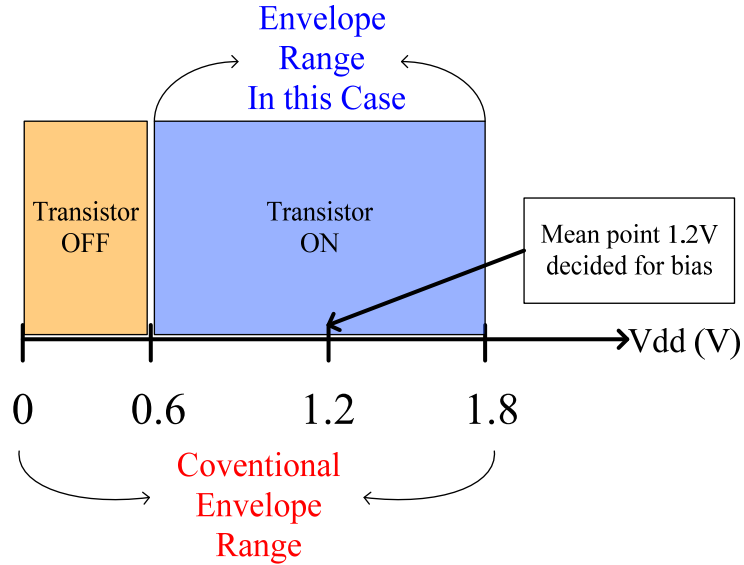 Envelope
Range
In this Case
Transistor
OFF
Transistor
ON
Mean point 1.2V
decided for bias
Vdd (V)
0 0.6 1.2 1.8
Coventional
Envelope
Range